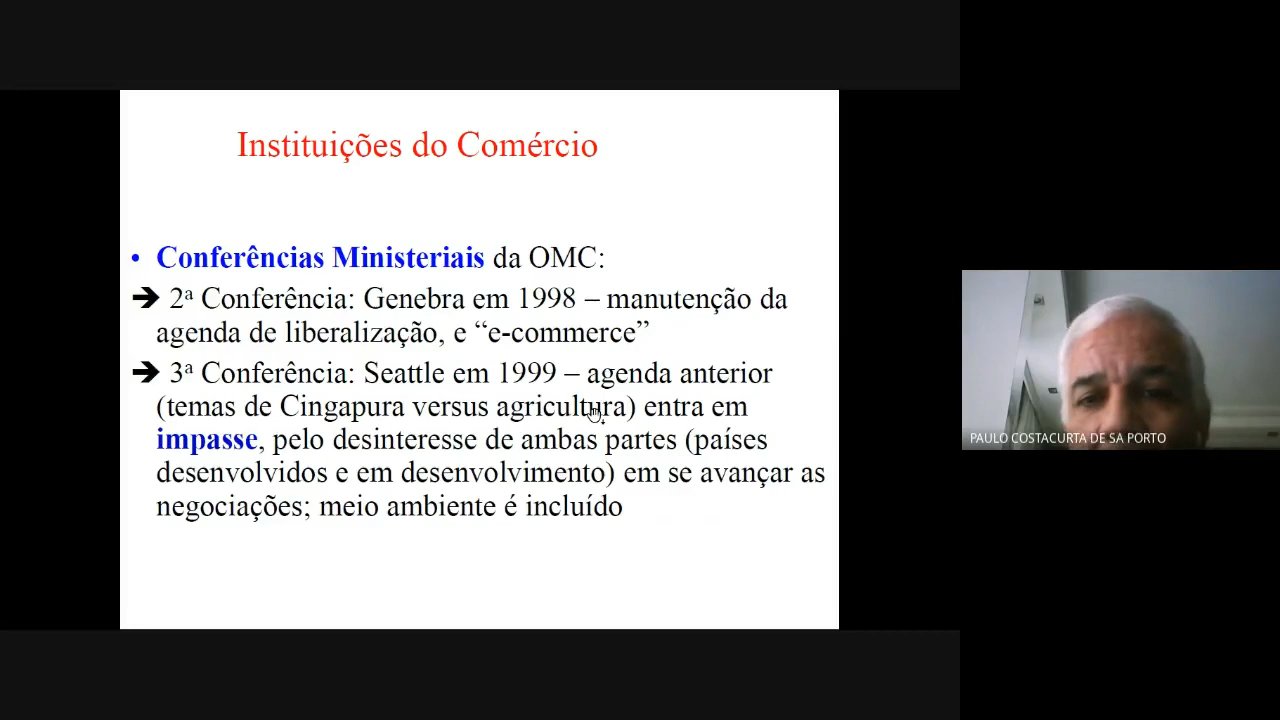 Instituições do Comércio
• Conferências Ministeriais da OMC:
➔ 2ª Conferência: Genebra em 1998 – manutenção da
agenda de liberalização, e “e-commerce”
➔ 3ª Conferência: Seattle em 1999 – agenda anterior
(temas de Cingapura versus agricultura) entra em
impasse, pelo desinteresse de ambas partes (países
desenvolvidos e em desenvolvimento) em se avançar as
negociações; meio ambiente é incluído
PAULO COSTACURTA DE SA PORTO